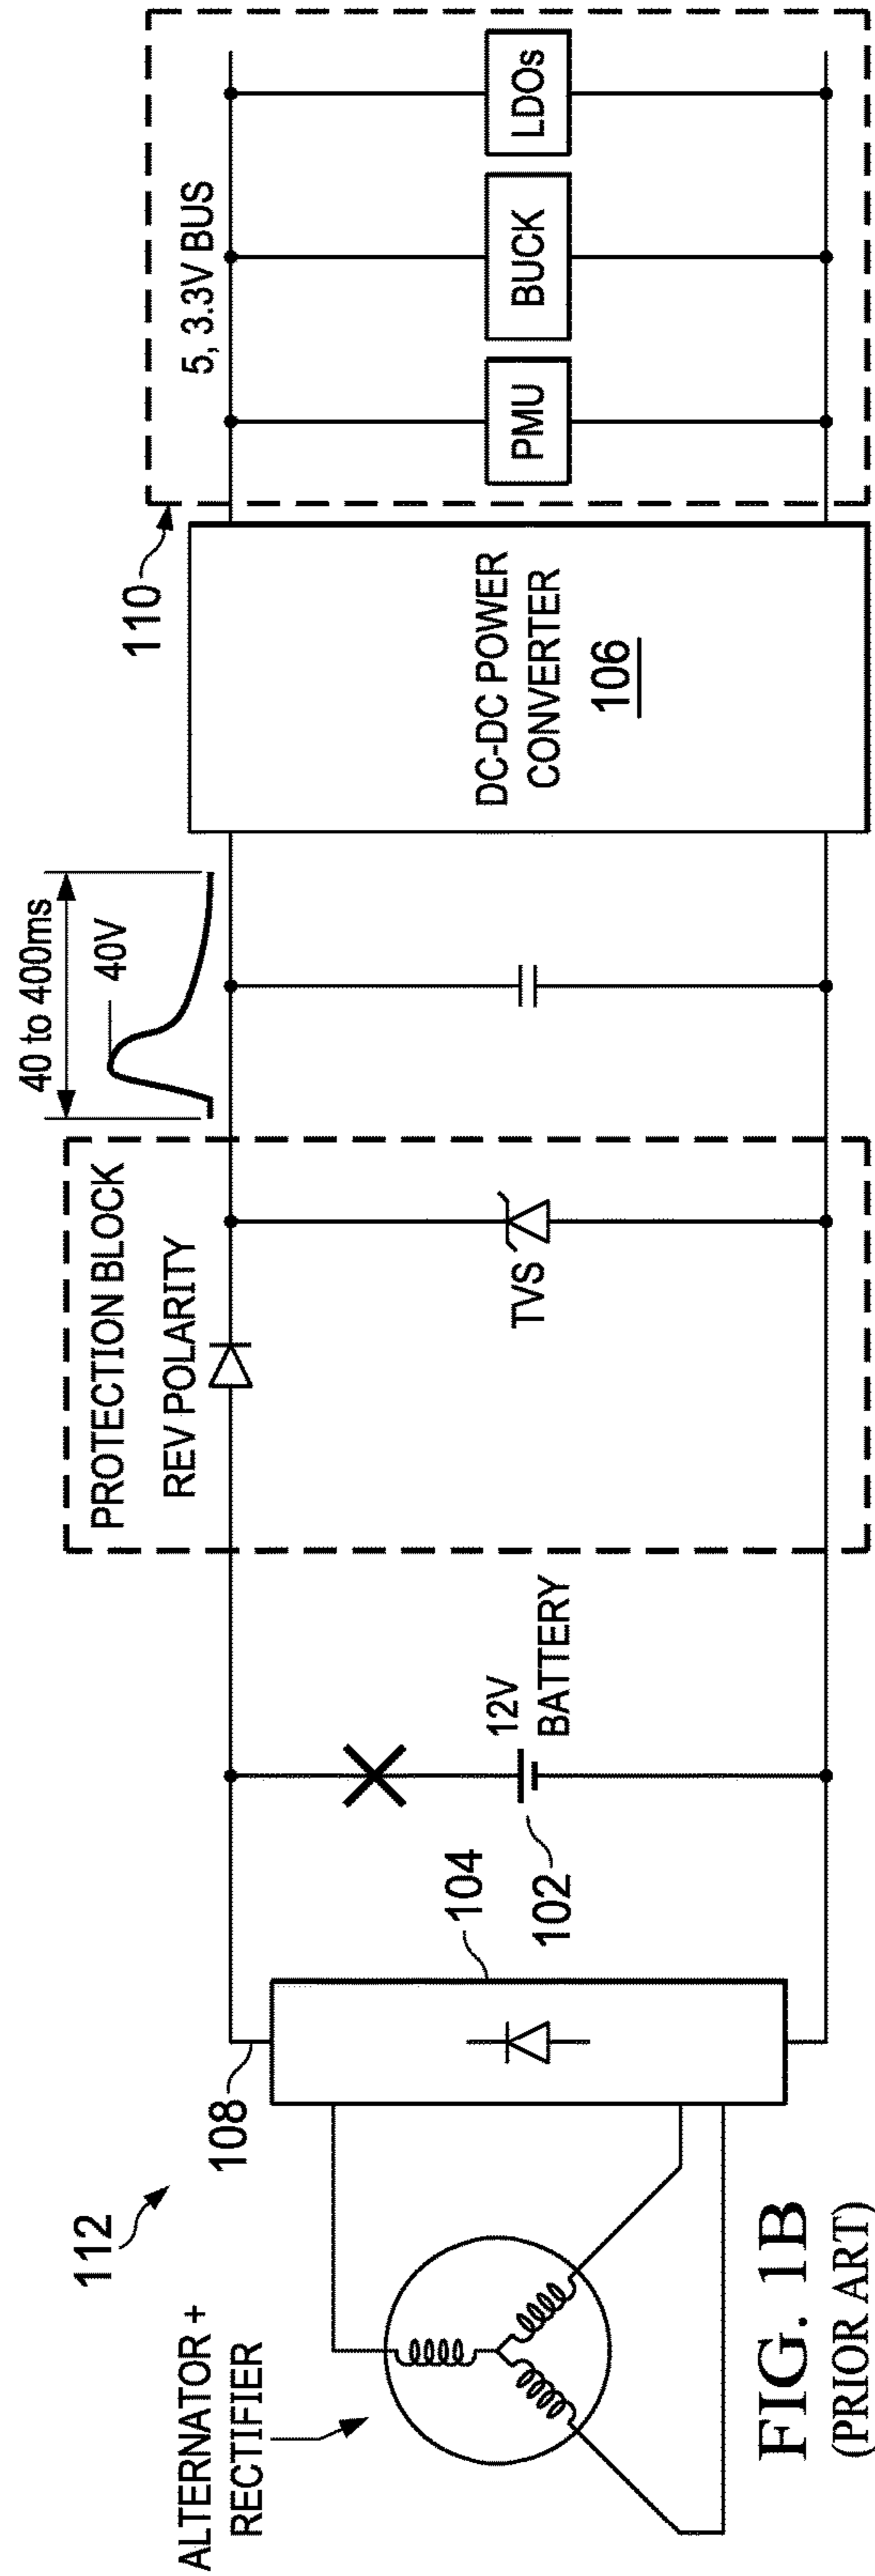 112
ALTERNATOR +
RECTIFIER
108
104
102
12V
BATTERY
PROTECTION BLOCK
REV POLARITY
TVS
40 to 400ms
40V
DC-DC POWER
CONVERTER
106
110
5, 3.3V BUS
PMU
BUCK
LDOs
FIG. 1B
(PRIOR ART)